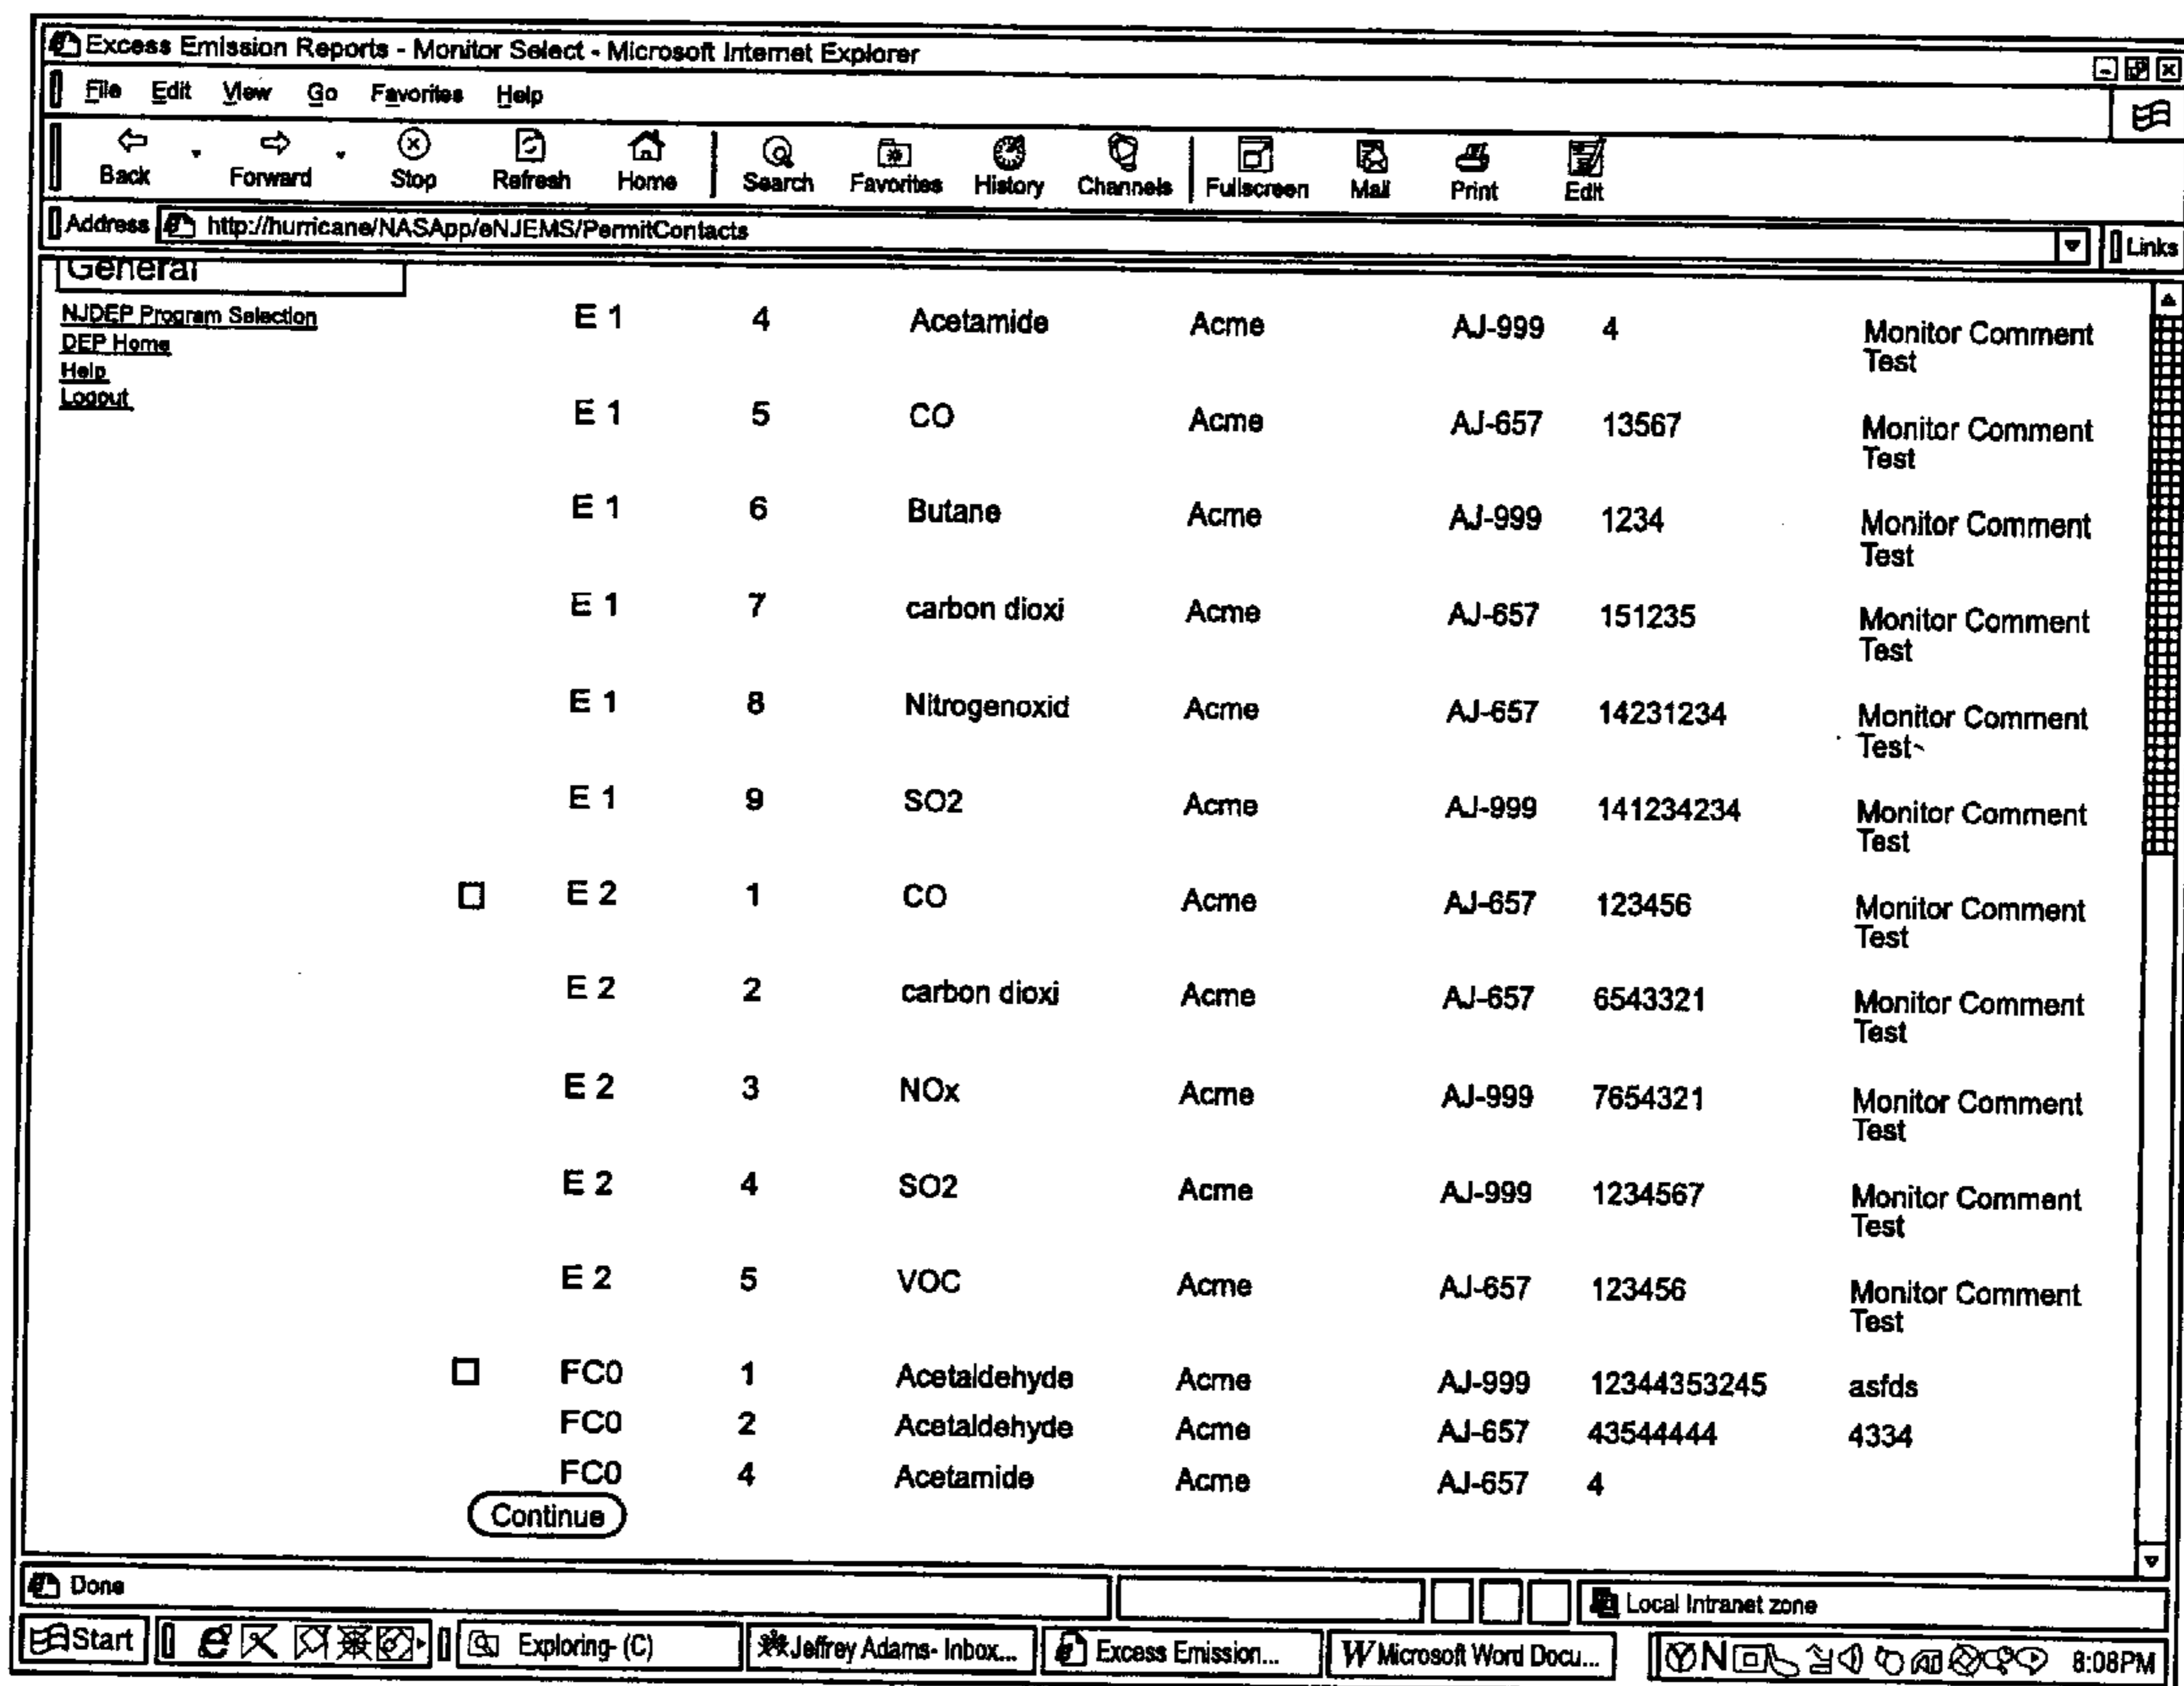 Excess Emission Reports - Monitor Select - Microsoft Internet Explorer
File Edit View Go Favorites Help
Back Forward Stop Refresh Home Search Favorites History Channels Fullscreen Mail Print Edit
Address http://hurricane/NASApp/eNJEMS/PermitContacts Links
General
NJDEP Program Selection
DEP Home
Help
Logout
E 1 4 Acetamide Acme AJ-999 4 Monitor Comment
Test
E 1 5 CO Acme AJ-657 13567 Monitor Comment
Test
E 1 6 Butane Acme AJ-999 1234 Monitor Comment
Test
E 1 7 carbon dioxi Acme AJ-657 151235 Monitor Comment
Test
E 1 8 Nitrogenoxid Acme AJ-657 14231234 Monitor Comment
Test
E 1 9 SO2 Acme AJ-999 141234234 Monitor Comment
Test
E 2 1 CO Acme AJ-657 123456 Monitor Comment
Test
E 2 2 carbon dioxi Acme AJ-657 6543321 Monitor Comment
Test
E 2 3 NOx Acme AJ-999 7654321 Monitor Comment
Test
E 2 4 SO2 Acme AJ-999 1234567 Monitor Comment
Test
E 2 5 VOC Acme AJ-657 123456 Monitor Comment
Test
FC0 1 Acetaldehyde Acme AJ-999 12344353245 asfds
FC0 2 Acetaldehyde Acme AJ-657 43544444 4334
FC0 4 Acetamide Acme AJ-657 4
Continue
Done Local Intranet zone
Start Exploring- (C) Jeffrey Adams- Inbox... Excess Emission... W Microsoft Word Docu... N 8:08PM